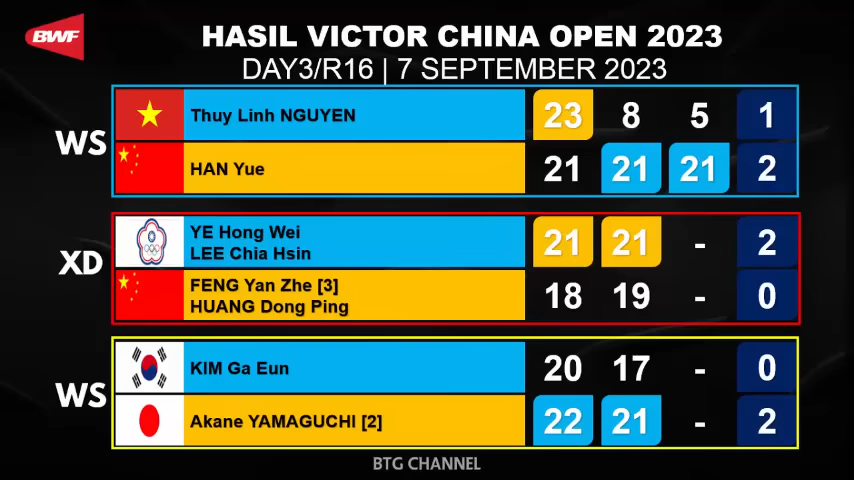 BWF
HASIL VICTOR CHINA OPEN 2023
DAY3/R16 | 7 SEPTEMBER 2023
WS
Thuy Linh NGUYEN 23 8 5 1
HAN Yue 21 21 21 2
XD
YE Hong Wei
LEE Chia Hsin
21 21 - 2
FENG Yan Zhe [3]
HUANG Dong Ping
18 19 - 0
WS
KIM Ga Eun 20 17 - 0
Akane YAMAGUCHI [2] 22 21 - 2
BTG CHANNEL